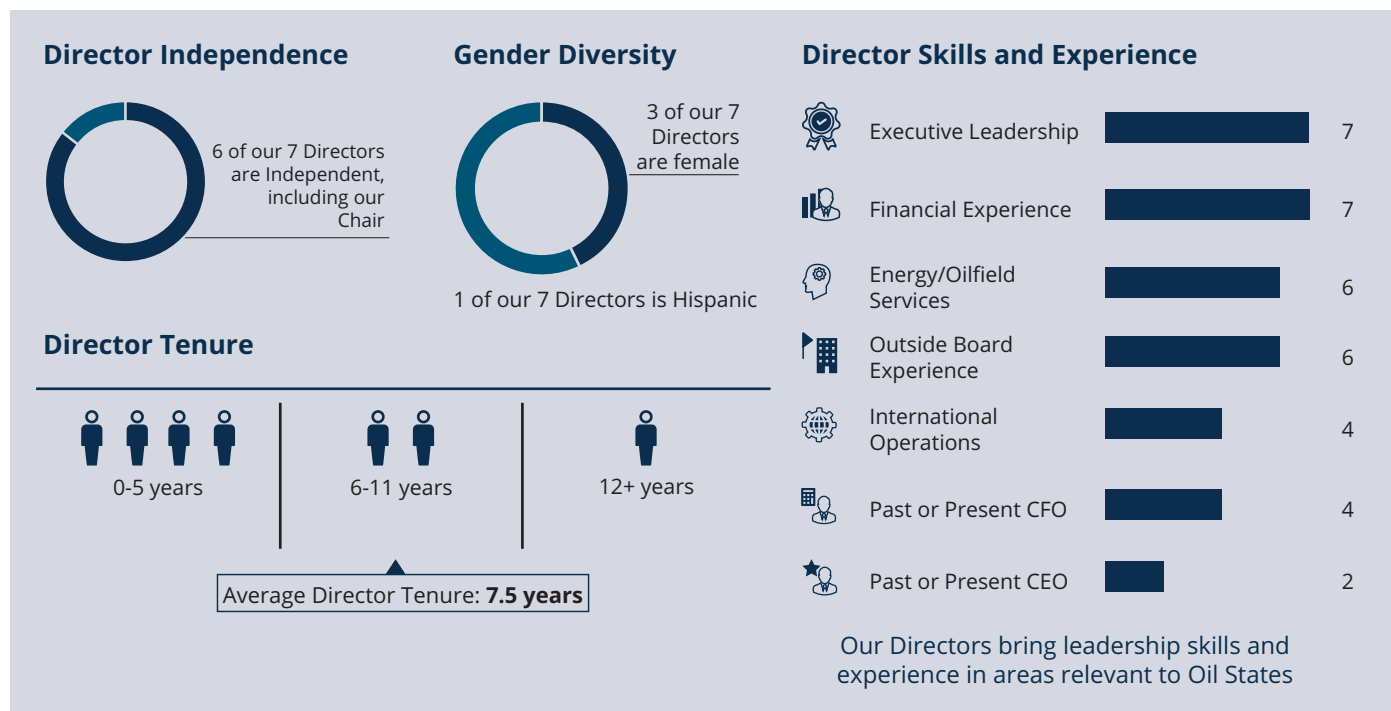 Director Independence
6 of our 7 Directors
are Independent,
including our
Chair
Gender Diversity
3 of our 7
Directors
are female
1 of our 7 Directors is Hispanic
Director Tenure
0-5 years
6-11 years
12+ years
Average Director Tenure: 7.5 years
Director Skills and Experience
Executive Leadership 7
Financial Experience 7
Energy/Oilfield
Services 6
Outside Board
Experience 6
International
Operations 4
Past or Present CFO 4
Past or Present CEO 2
Our Directors bring leadership skills and
experience in areas relevant to Oil States